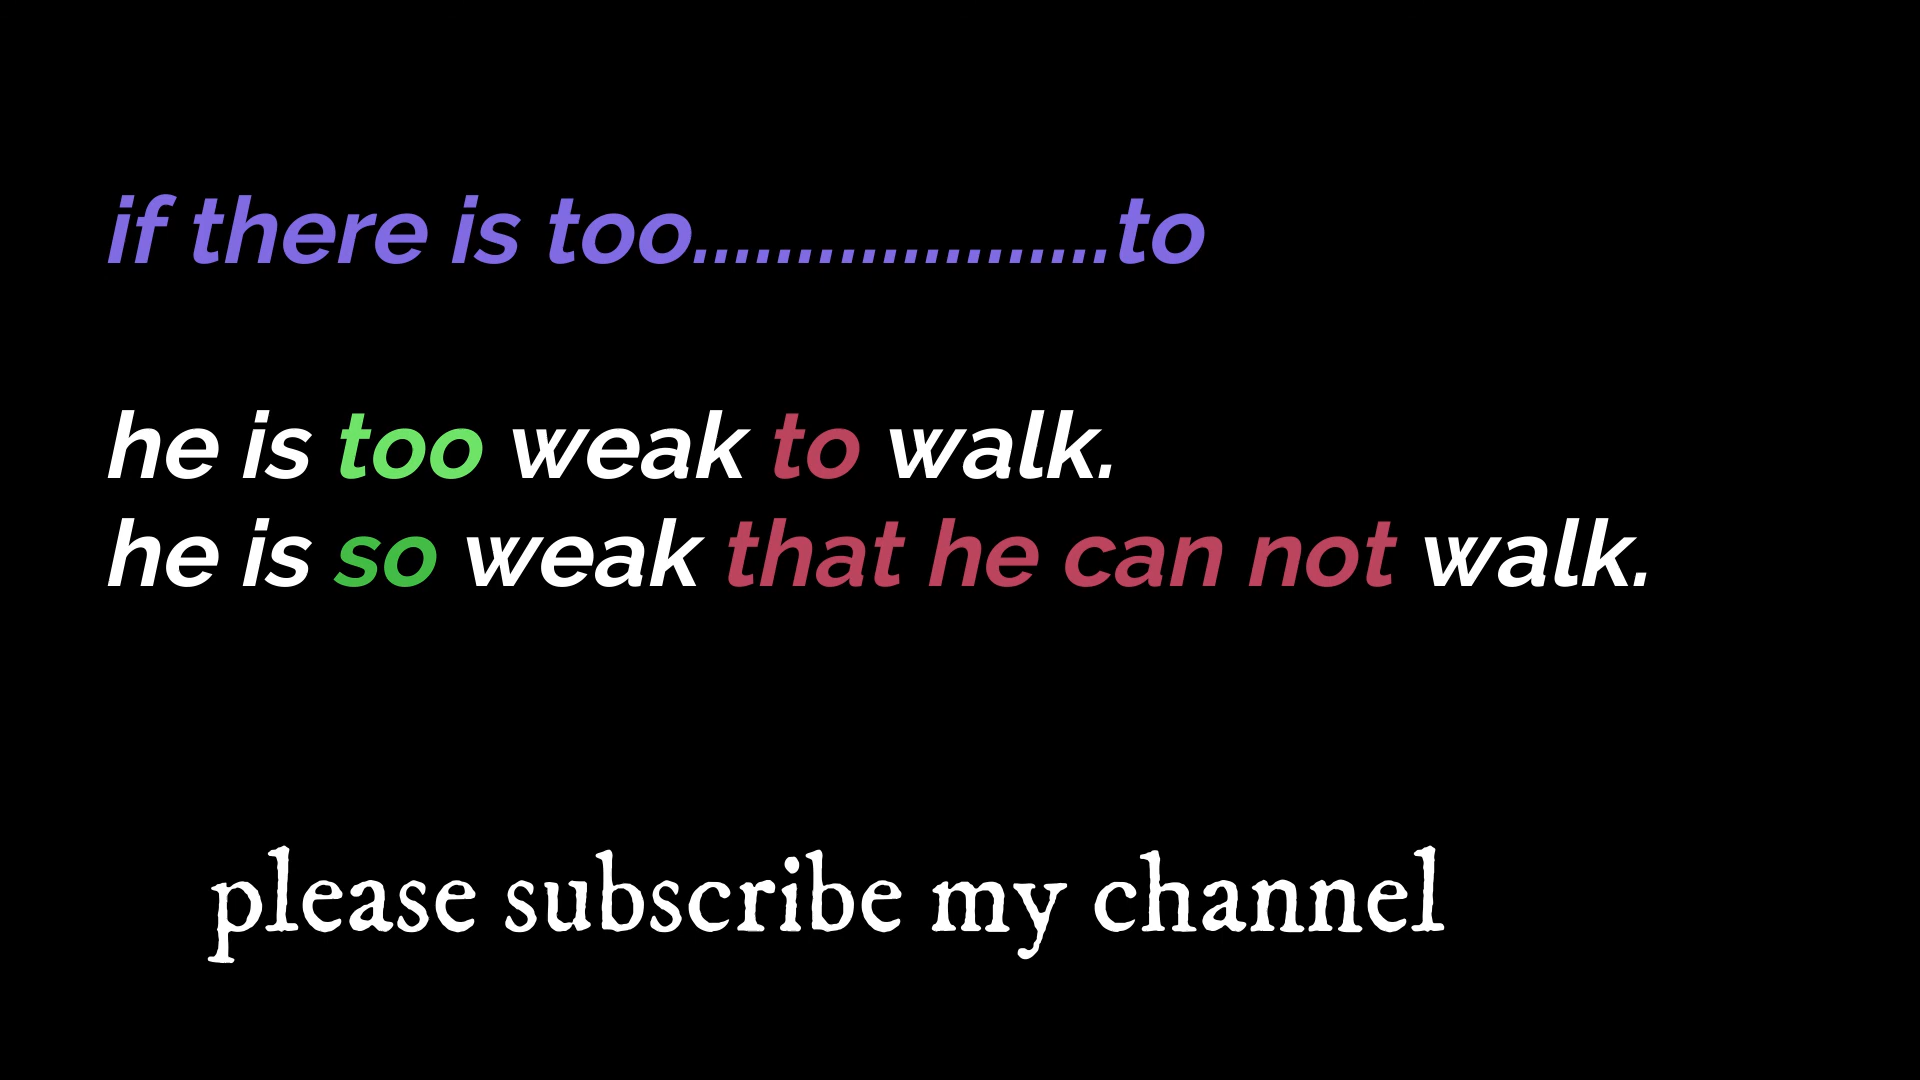 if there is too....................to
he is too weak to walk.
he is so weak that he can not walk.
please subscribe my channel